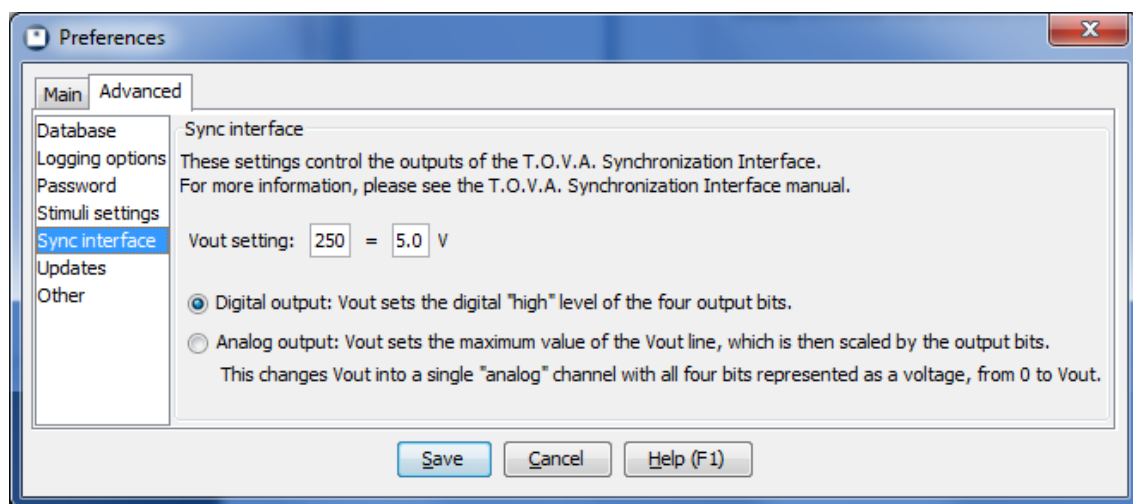 Preferences
Main
Advanced
Database
Logging options
Password
Stimuli settings
Sync interface
Updates
Other
Sync interface
These settings control the outputs of the T.O.V.A. Synchronization Interface.
For more information, please see the T.O.V.A. Synchronization Interface manual.
Vout setting: 250 = 5.0 V
Digital output: Vout sets the digital "high" level of the four output bits.
Analog output: Vout sets the maximum value of the Vout line, which is then scaled by the output bits.
This changes Vout into a single "analog" channel with all four bits represented as a voltage, from 0 to Vout.
Save
Cancel
Help (F1)